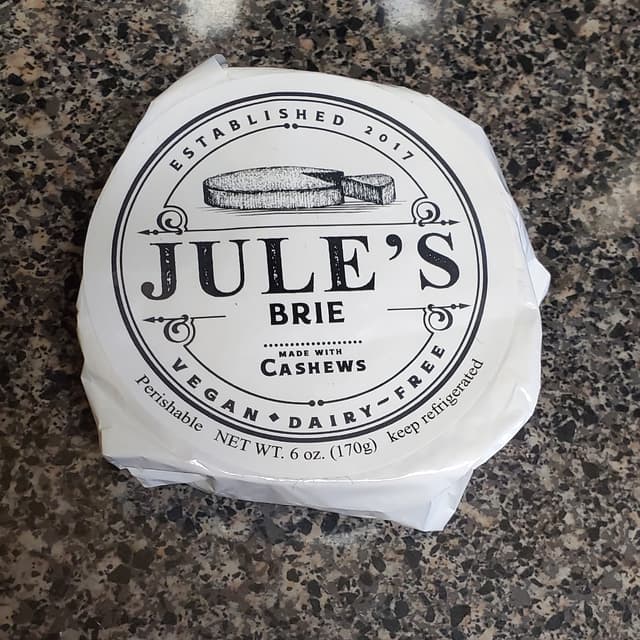 ESTABLISHED 2017
JULE'S
BRIE
MADE WITH
CASHEWS
VEGAN ◆ DAIRY-FREE
Perishable NET WT. 6 oz. (170g) keep refrigerated